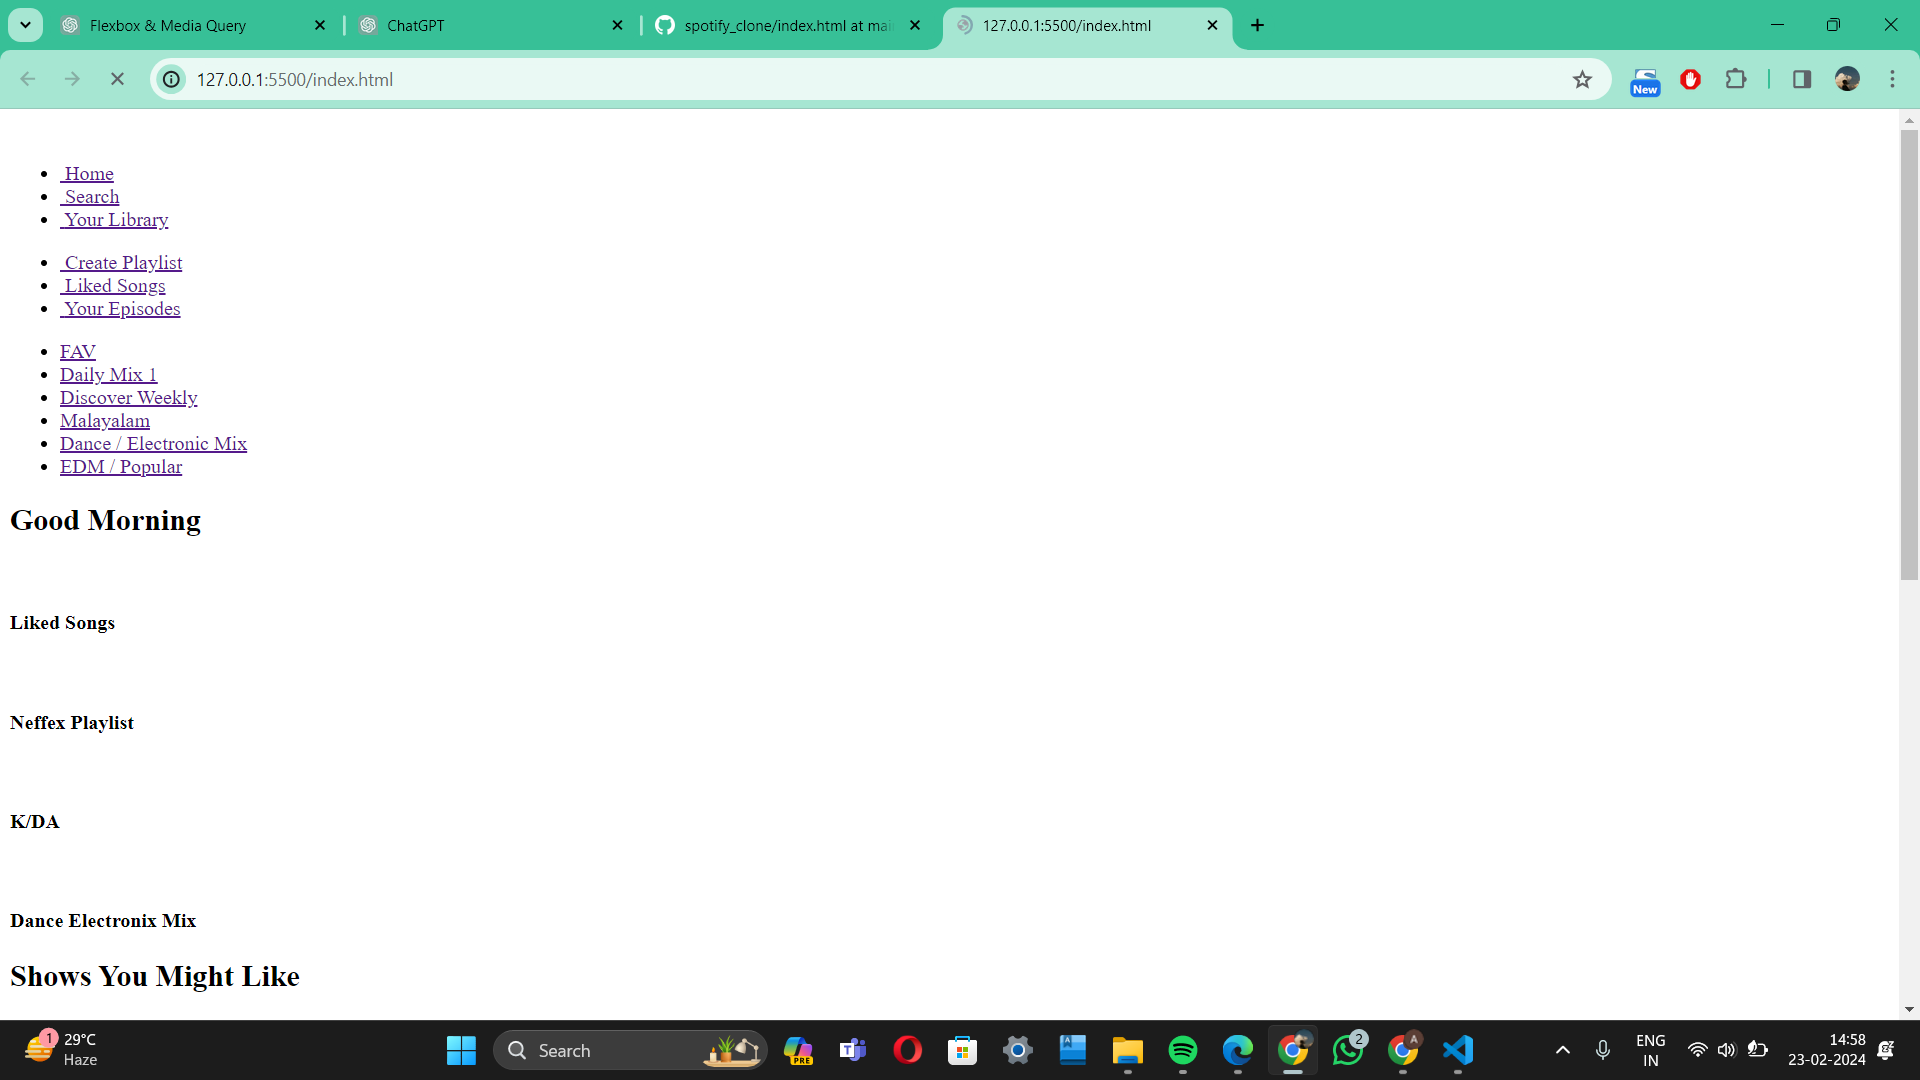 Flexbox & Media Query
ChatGPT
spotify_clone/index.html at mai
127.0.0.1:5500/index.html
127.0.0.1:5500/index.html
New
Home
Search
Your Library
Create Playlist
Liked Songs
Your Episodes
FAV
Daily Mix 1
Discover Weekly
Malayalam
Dance / Electronic Mix
EDM / Popular
Good Morning
Liked Songs
Neffex Playlist
K/DA
Dance Electronix Mix
Shows You Might Like
1
29°C
Haze
Search
PRE
2
A
ENG
IN
14:58
23-02-2024